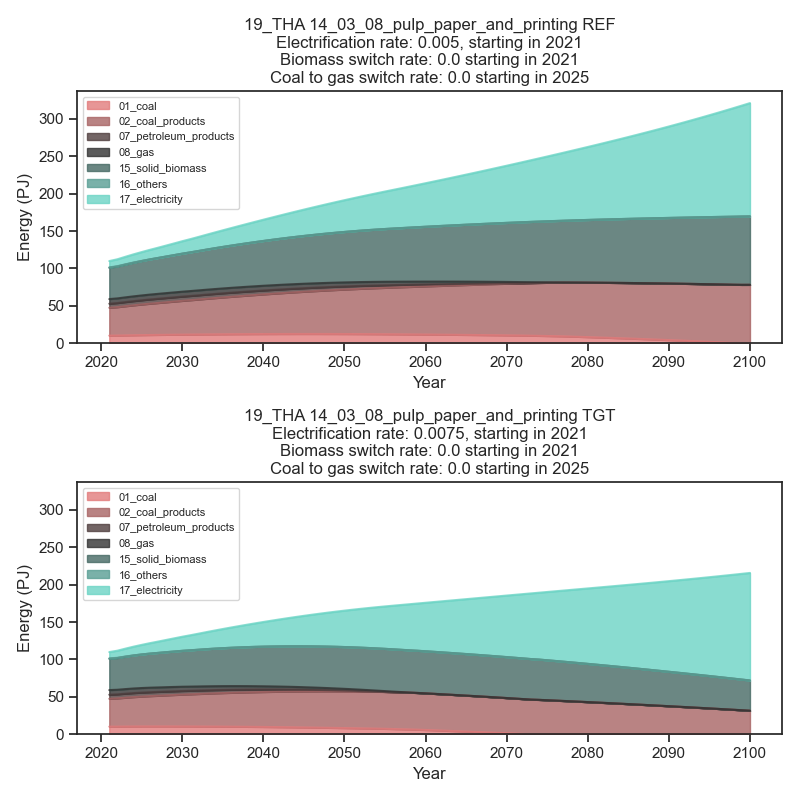 19_THA 14_03_08_pulp_paper_and_printing REF
Electrification rate: 0.005, starting in 2021
Biomass switch rate: 0.0 starting in 2021
Coal to gas switch rate: 0.0 starting in 2025
01_coal
02_coal_products
07_petroleum_products
08_gas
15_solid_biomass
16_others
17_electricity
Energy (PJ)
300
250
200
150
100
50
0
2020 2030 2040 2050 2060 2070 2080 2090 2100
Year
19_THA 14_03_08_pulp_paper_and_printing TGT
Electrification rate: 0.0075, starting in 2021
Biomass switch rate: 0.0 starting in 2021
Coal to gas switch rate: 0.0 starting in 2025
01_coal
02_coal_products
07_petroleum_products
08_gas
15_solid_biomass
16_others
17_electricity
Energy (PJ)
300
250
200
150
100
50
0
2020 2030 2040 2050 2060 2070 2080 2090 2100
Year